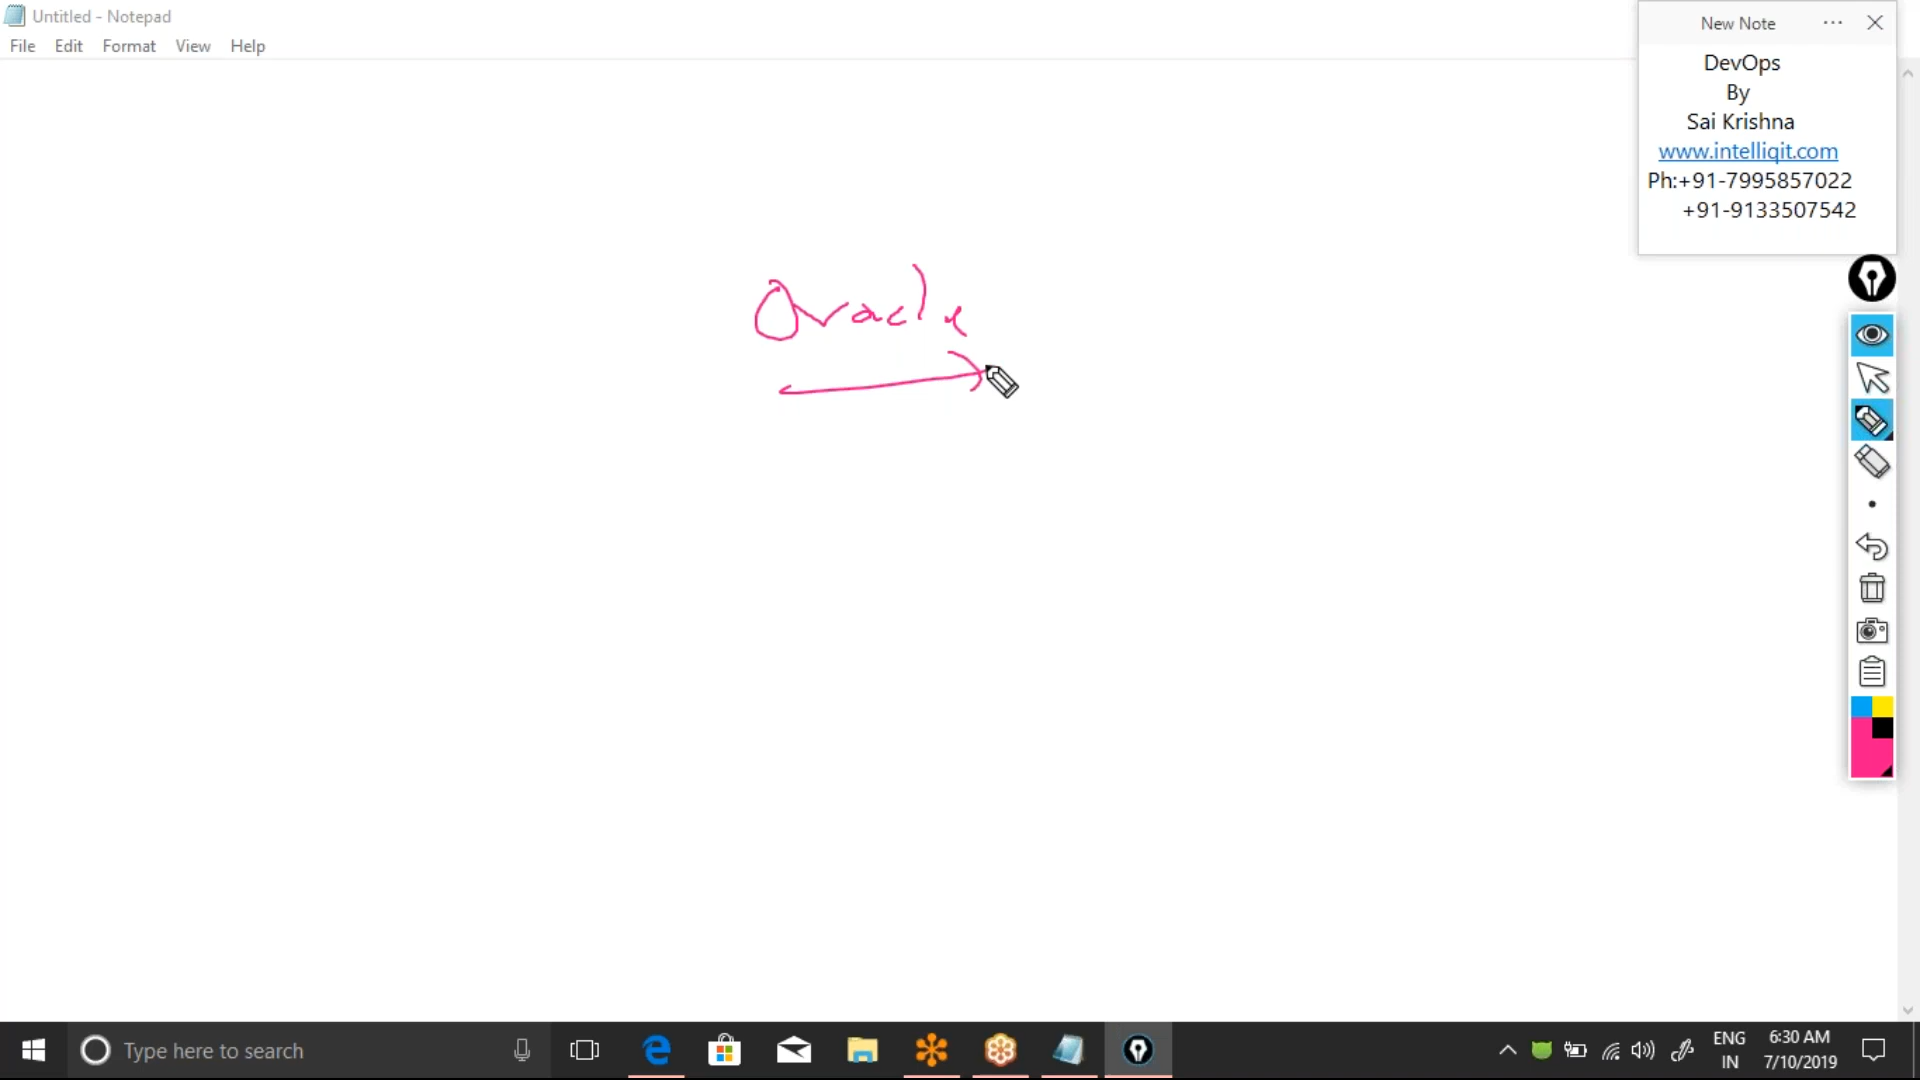 Untitled - Notepad
File Edit Format View Help
New Note
DevOps
By
Sai Krishna
www.intelliqit.com
Ph:+91-7995857022
+91-9133507542
Oracle
Type here to search
ENG
IN
6:30 AM
7/10/2019